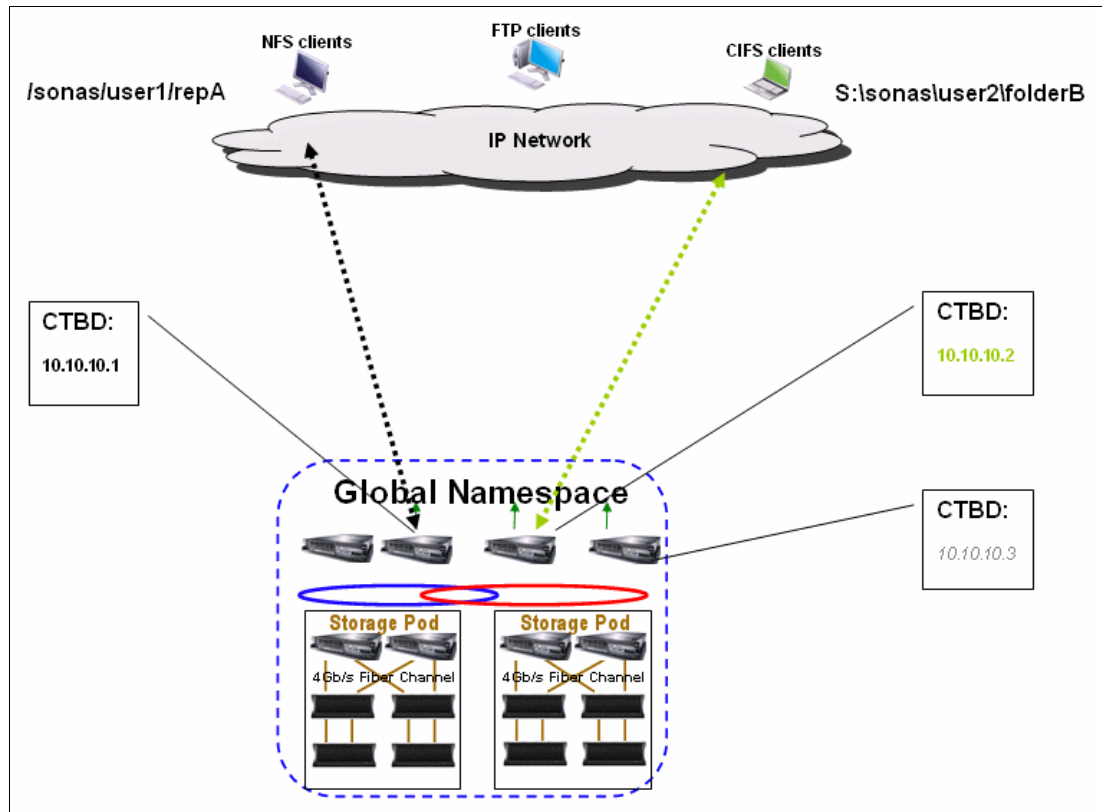 NFS clients
FTP clients
CIFS clients
/sonas/user1/repA
S:\sonas\user2\folderB
IP Network
CTBD:
10.10.10.1
CTBD:
10.10.10.2
Global Namespace
CTBD:
10.10.10.3
Storage Pod
Storage Pod
4Gb/s Fiber Channel
4Gb/s Fiber Channel